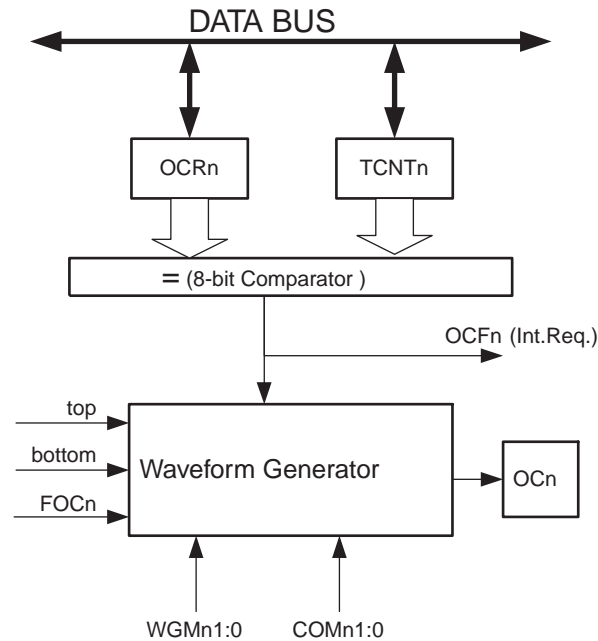 DATA BUS
OCRn
TCNTn
= (8-bit Comparator )
OCFn (Int.Req.)
top
bottom
FOCn
Waveform Generator
OCn
WGMn1:0
COMn1:0